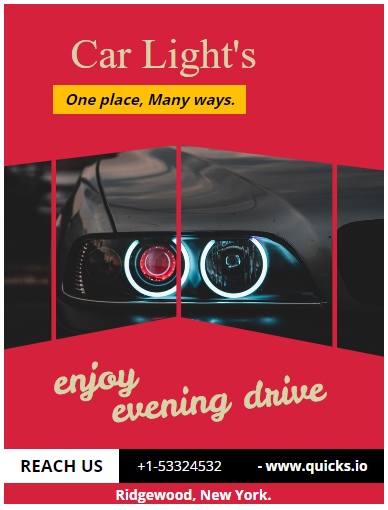 Car Light's
One place, Many ways.
enjoy
evening drive
REACH US +1-53324532 - www.quicks.io
Ridgewood, New York.